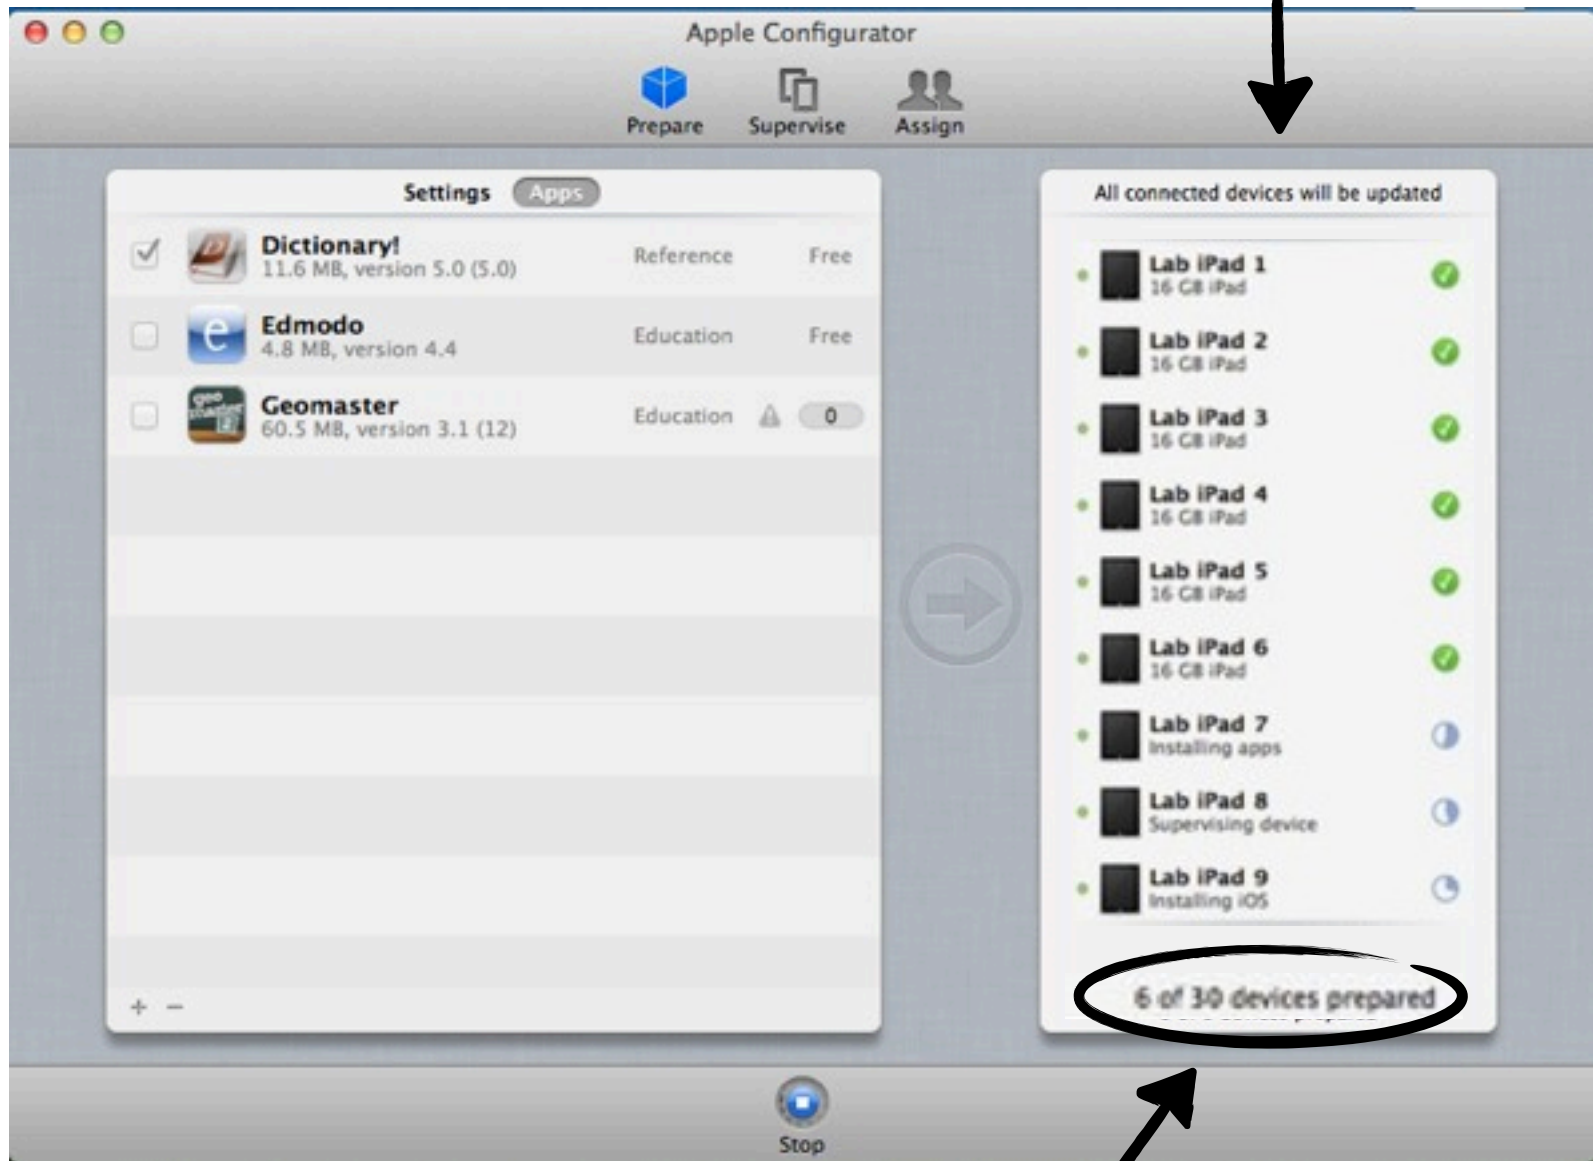 Apple Configurator
Prepare Supervise Assign
Settings Apps
Dictionary!
11.6 MB, version 5.0 (5.0)
Reference Free
Edmodo
4.8 MB, version 4.4
Education Free
geo master
Geomaster
60.5 MB, version 3.1 (12)
Education 0
+ −
All connected devices will be updated
Lab iPad 1
16 GB iPad
Lab iPad 2
16 GB iPad
Lab iPad 3
16 GB iPad
Lab iPad 4
16 GB iPad
Lab iPad 5
16 GB iPad
Lab iPad 6
16 GB iPad
Lab iPad 7
Installing apps
Lab iPad 8
Supervising device
Lab iPad 9
Installing iOS
6 of 30 devices prepared
Stop